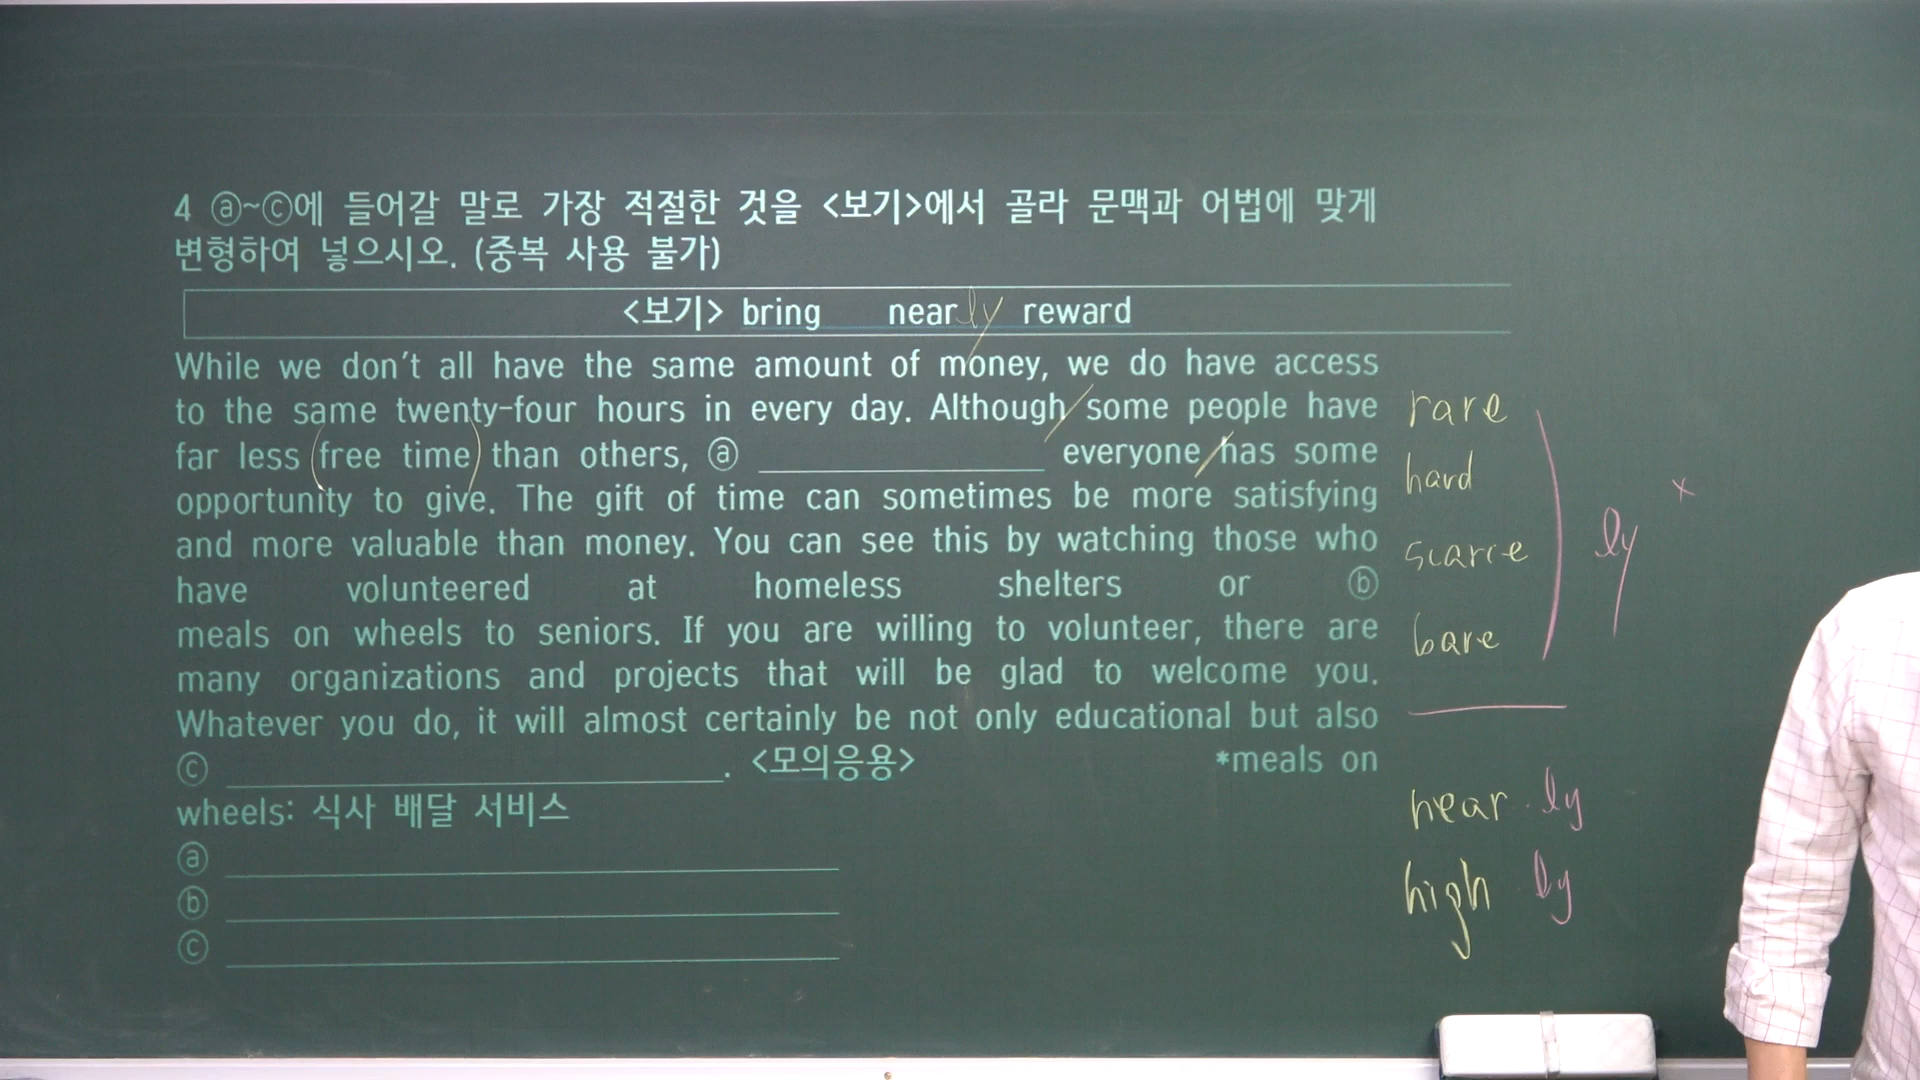 4 ⓐ~ⓒ에 들어갈 말로 가장 적절한 것을 <보기>에서 골라 문맥과 어법에 맞게
변형하여 넣으시오. (중복 사용 불가)
<보기> bring nearly reward
While we don't all have the same amount of money, we do have access
to the same twenty-four hours in every day. Although some people have
far less (free time) than others, ⓐ ____________ everyone has some
opportunity to give. The gift of time can sometimes be more satisfying
and more valuable than money. You can see this by watching those who
have volunteered at homeless shelters or ⓑ
meals on wheels to seniors. If you are willing to volunteer, there are
many organizations and projects that will be glad to welcome you.
Whatever you do, it will almost certainly be not only educational but also
ⓒ ____________. <모의응용> *meals on
wheels: 식사 배달 서비스
ⓐ ____________
ⓑ ____________
ⓒ ____________
rare
hard
scarce
bare
ly x
near ly
high ly